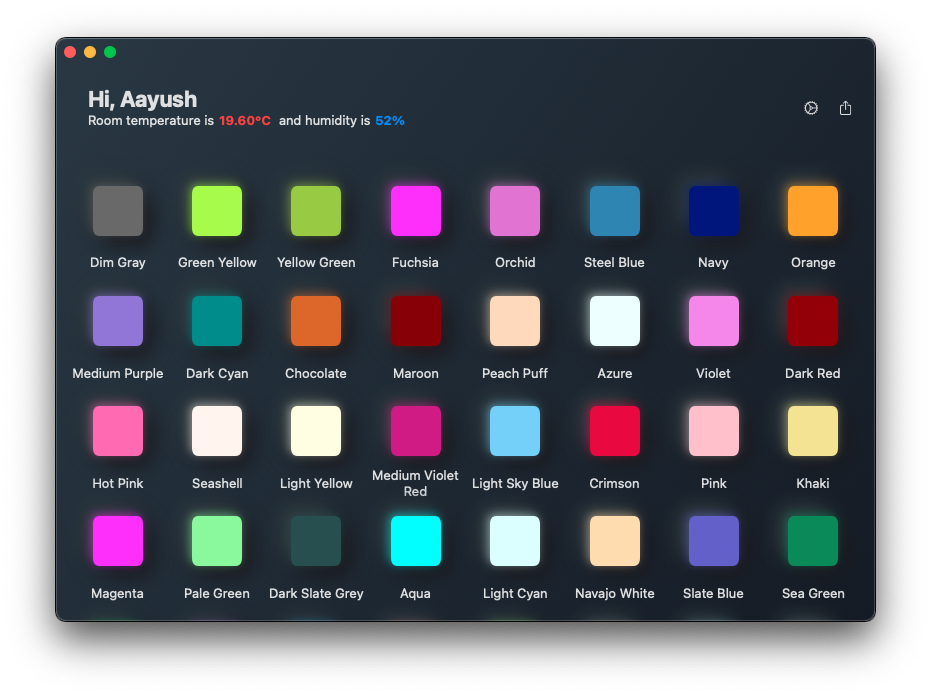 Hi, Aayush
Room temperature is 19.60°C and humidity is 52%
Dim Gray
Green Yellow
Yellow Green
Fuchsia
Orchid
Steel Blue
Navy
Orange
Medium Purple
Dark Cyan
Chocolate
Maroon
Peach Puff
Azure
Violet
Dark Red
Hot Pink
Seashell
Light Yellow
Medium Violet
Red
Light Sky Blue
Crimson
Pink
Khaki
Magenta
Pale Green
Dark Slate Grey
Aqua
Light Cyan
Navajo White
Slate Blue
Sea Green